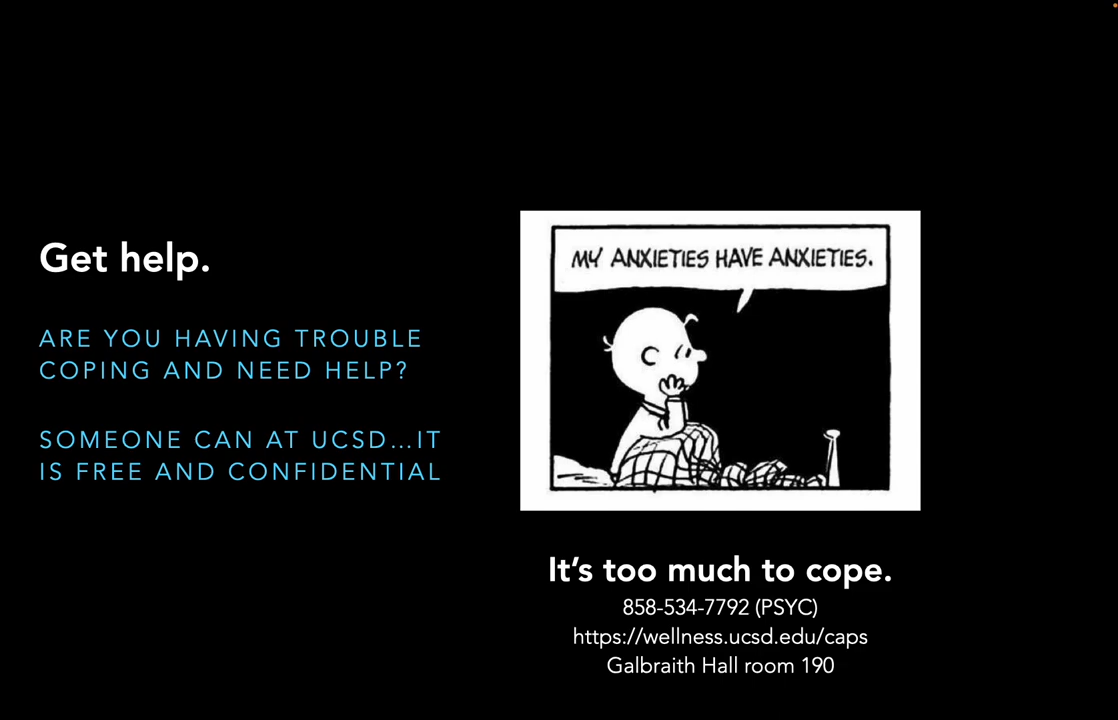 Get help.
ARE YOU HAVING TROUBLE
COPING AND NEED HELP?
SOMEONE CAN AT UCSD...IT
IS FREE AND CONFIDENTIAL
MY ANXIETIES HAVE ANXIETIES.
It’s too much to cope.
858-534-7792 (PSYC)
https://wellness.ucsd.edu/caps
Galbraith Hall room 190